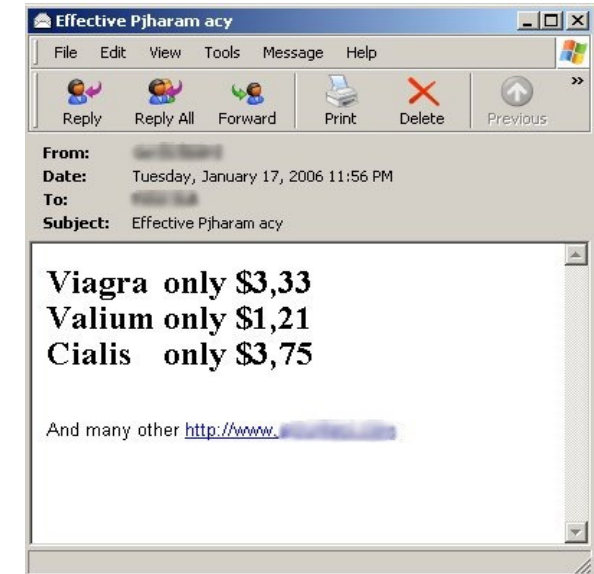 Effective Pjharam acy
File Edit View Tools Message Help
»
Reply Reply All Forward Print Delete Previous
From:
Date: Tuesday, January 17, 2006 11:56 PM
To:
Subject: Effective Pjharam acy
Viagra only $3,33
Valium only $1,21
Cialis only $3,75
And many other http://www.